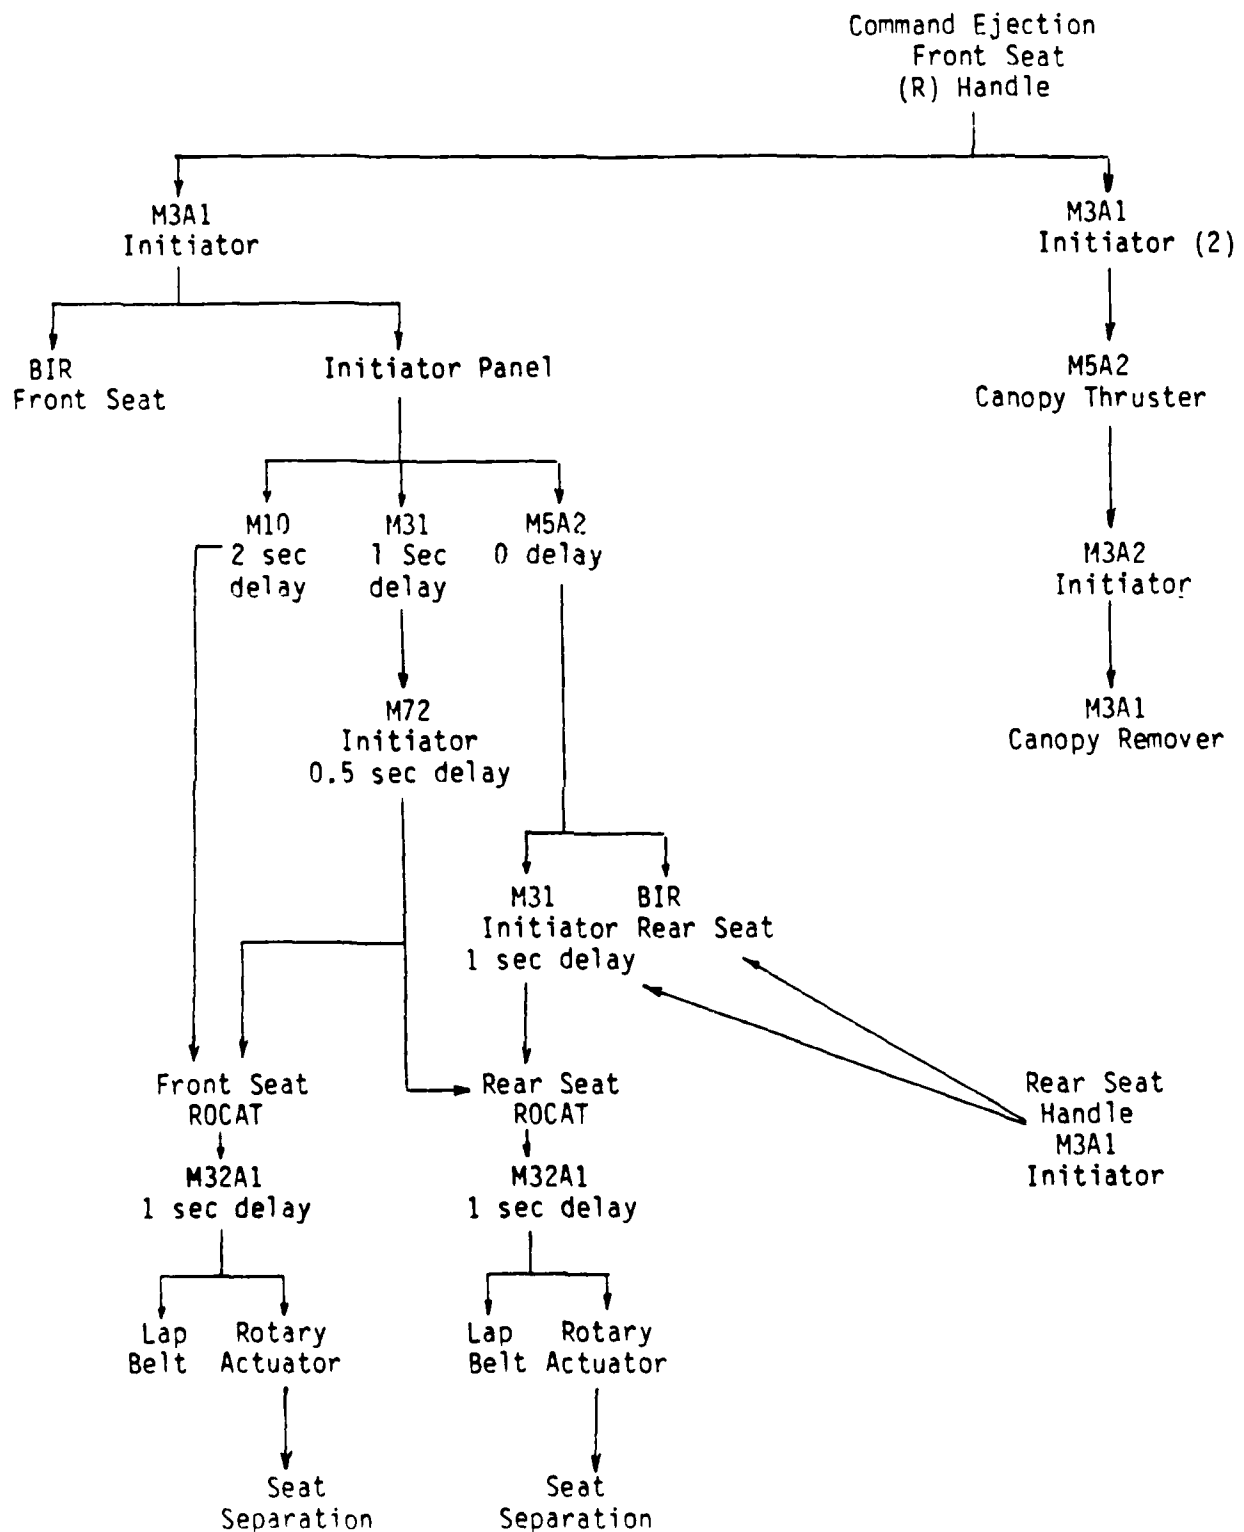 Command Ejection
Front Seat
(R) Handle
M3A1
Initiator
M3A1
Initiator (2)
BIR
Front Seat
Initiator Panel
M5A2
Canopy Thruster
M10
2 sec
delay
M31
1 Sec
delay
M5A2
0 delay
M3A2
Initiator
M72
Initiator
0.5 sec delay
M3A1
Canopy Remover
M31
Initiator
1 sec delay
BIR
Rear Seat
Front Seat
ROCAT
Rear Seat
ROCAT
Rear Seat
Handle
M3A1
Initiator
M32A1
1 sec delay
M32A1
1 sec delay
Lap
Belt
Rotary
Actuator
Lap
Belt
Rotary
Actuator
Seat
Separation
Seat
Separation